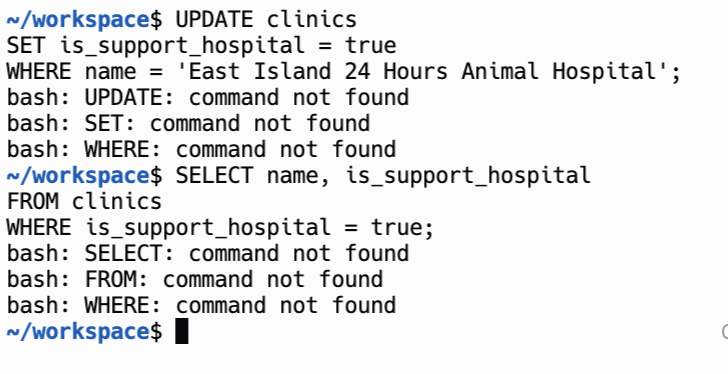 ~/workspace$ UPDATE clinics
SET is_support_hospital = true
WHERE name = 'East Island 24 Hours Animal Hospital';
bash: UPDATE: command not found
bash: SET: command not found
bash: WHERE: command not found
~/workspace$ SELECT name, is_support_hospital
FROM clinics
WHERE is_support_hospital = true;
bash: SELECT: command not found
bash: FROM: command not found
bash: WHERE: command not found
~/workspace$